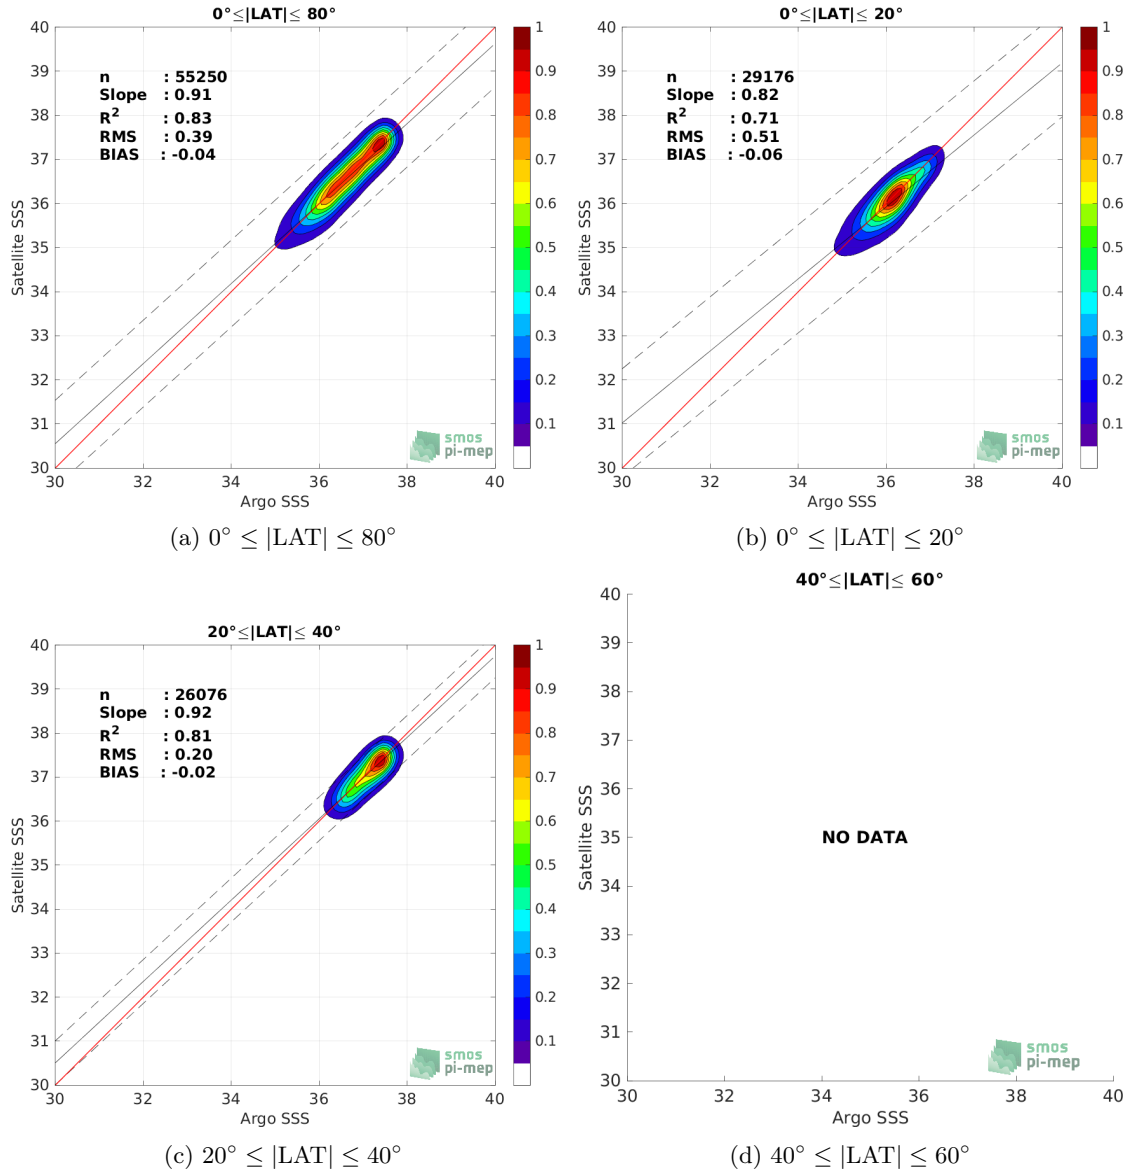 0°≤|LAT|≤ 80°
40
39
38
37
36
35
34
33
32
31
30
Satellite SSS
n : 55250
Slope : 0.91
R² : 0.83
RMS : 0.39
BIAS : -0.04
smos
pi-mep
30 32 34 36 38 40
Argo SSS
1
0.9
0.8
0.7
0.6
0.5
0.4
0.3
0.2
0.1
(a) 0° ≤ |LAT| ≤ 80°
0°≤|LAT|≤ 20°
40
39
38
37
36
35
34
33
32
31
30
Satellite SSS
n : 29176
Slope : 0.82
R² : 0.71
RMS : 0.51
BIAS : -0.06
smos
pi-mep
30 32 34 36 38 40
Argo SSS
1
0.9
0.8
0.7
0.6
0.5
0.4
0.3
0.2
0.1
(b) 0° ≤ |LAT| ≤ 20°
20°≤|LAT|≤ 40°
40
39
38
37
36
35
34
33
32
31
30
Satellite SSS
n : 26076
Slope : 0.92
R² : 0.81
RMS : 0.20
BIAS : -0.02
smos
pi-mep
30 32 34 36 38 40
Argo SSS
1
0.9
0.8
0.7
0.6
0.5
0.4
0.3
0.2
0.1
(c) 20° ≤ |LAT| ≤ 40°
40°≤|LAT|≤ 60°
40
39
38
37
36
35
34
33
32
31
30
Satellite SSS
NO DATA
smos
pi-mep
30 32 34 36 38 40
Argo SSS
(d) 40° ≤ |LAT| ≤ 60°